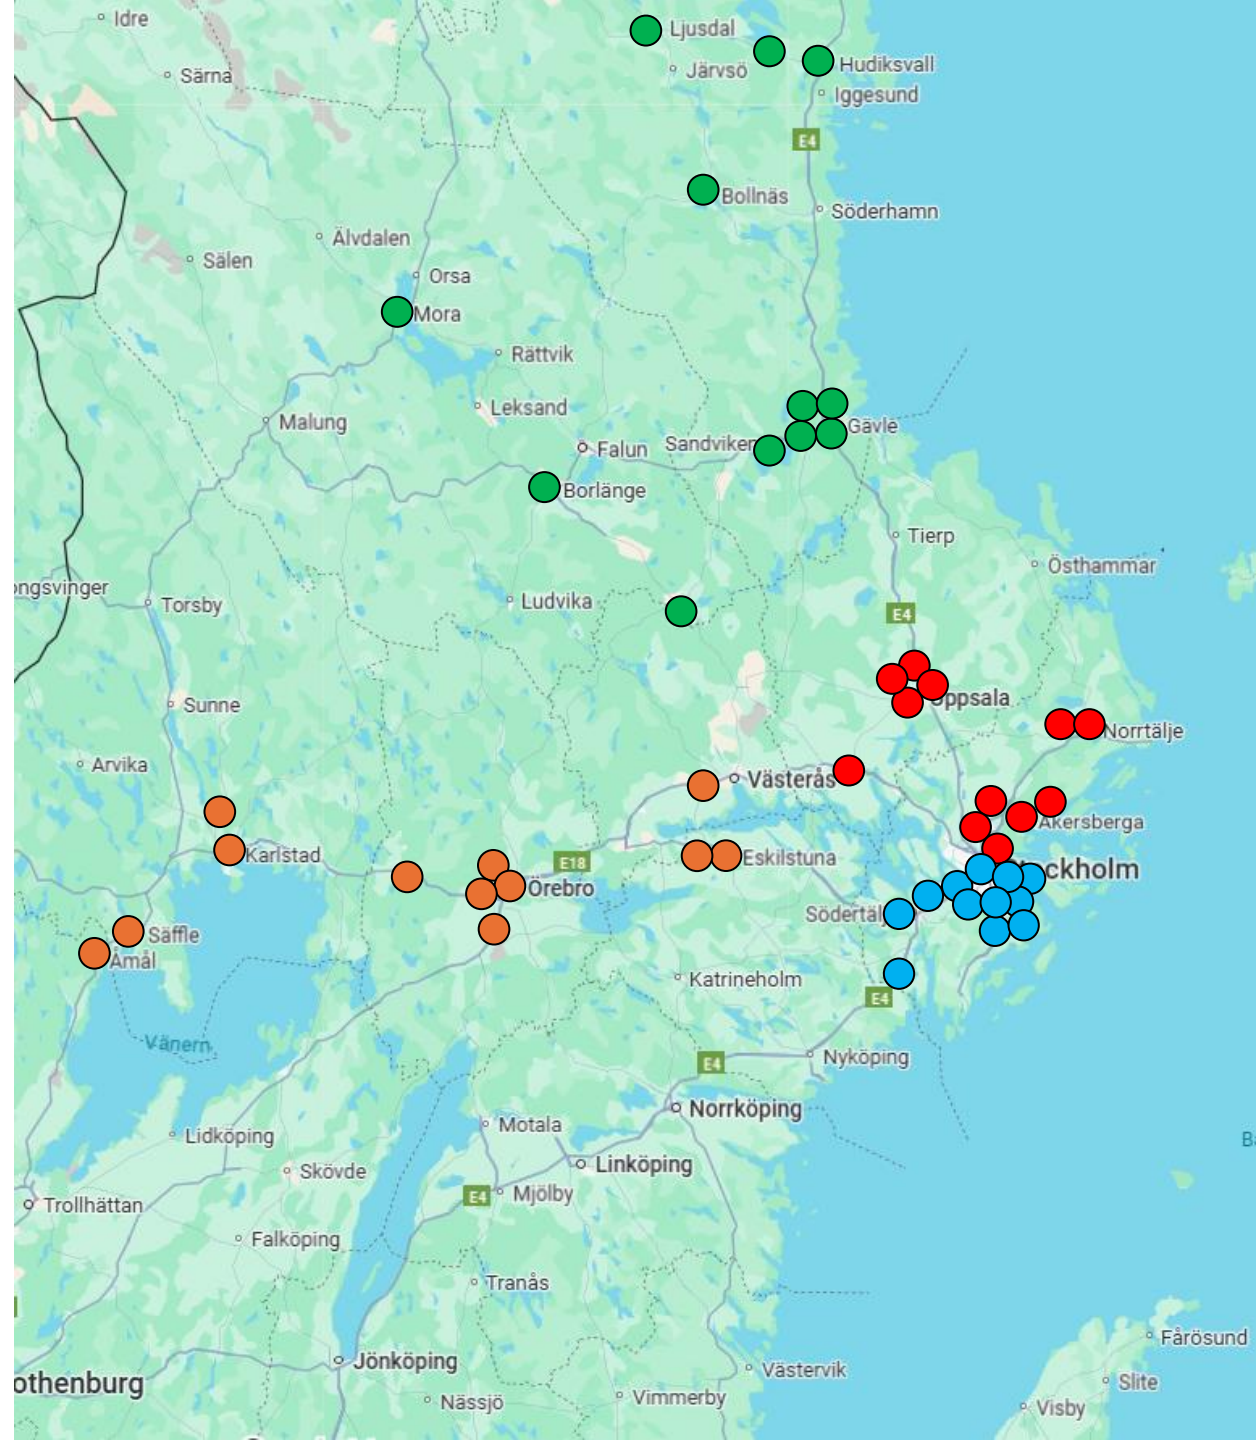 Idre
Ljusdal
Särna
Järvsö
Hudiksvall
Iggesund
E4
Bollnäs
Söderhamn
Älvdalen
Sälen
Orsa
Mora
Rättvik
Leksand
Malung
Gävle
Falun
Sandviken
Borlänge
Tierp
Östhammar
ongsvinger
Torsby
Ludvika
E4
Sunne
Uppsala
Norrtälje
Arvika
Västerås
Åkersberga
Karlstad
E18
Eskilstuna
Örebro
Stockholm
Södertäl
Säffle
Åmål
Katrineholm
E4
Vänern
Nyköping
E4
Norrköping
Motala
Lidköping
Linköping
Skövde
E4
Mjölby
Trollhättan
Falköping
Tranås
Fårösund
Jönköping
Västervik
othenburg
Slite
Nässjö
Vimmerby
Visby